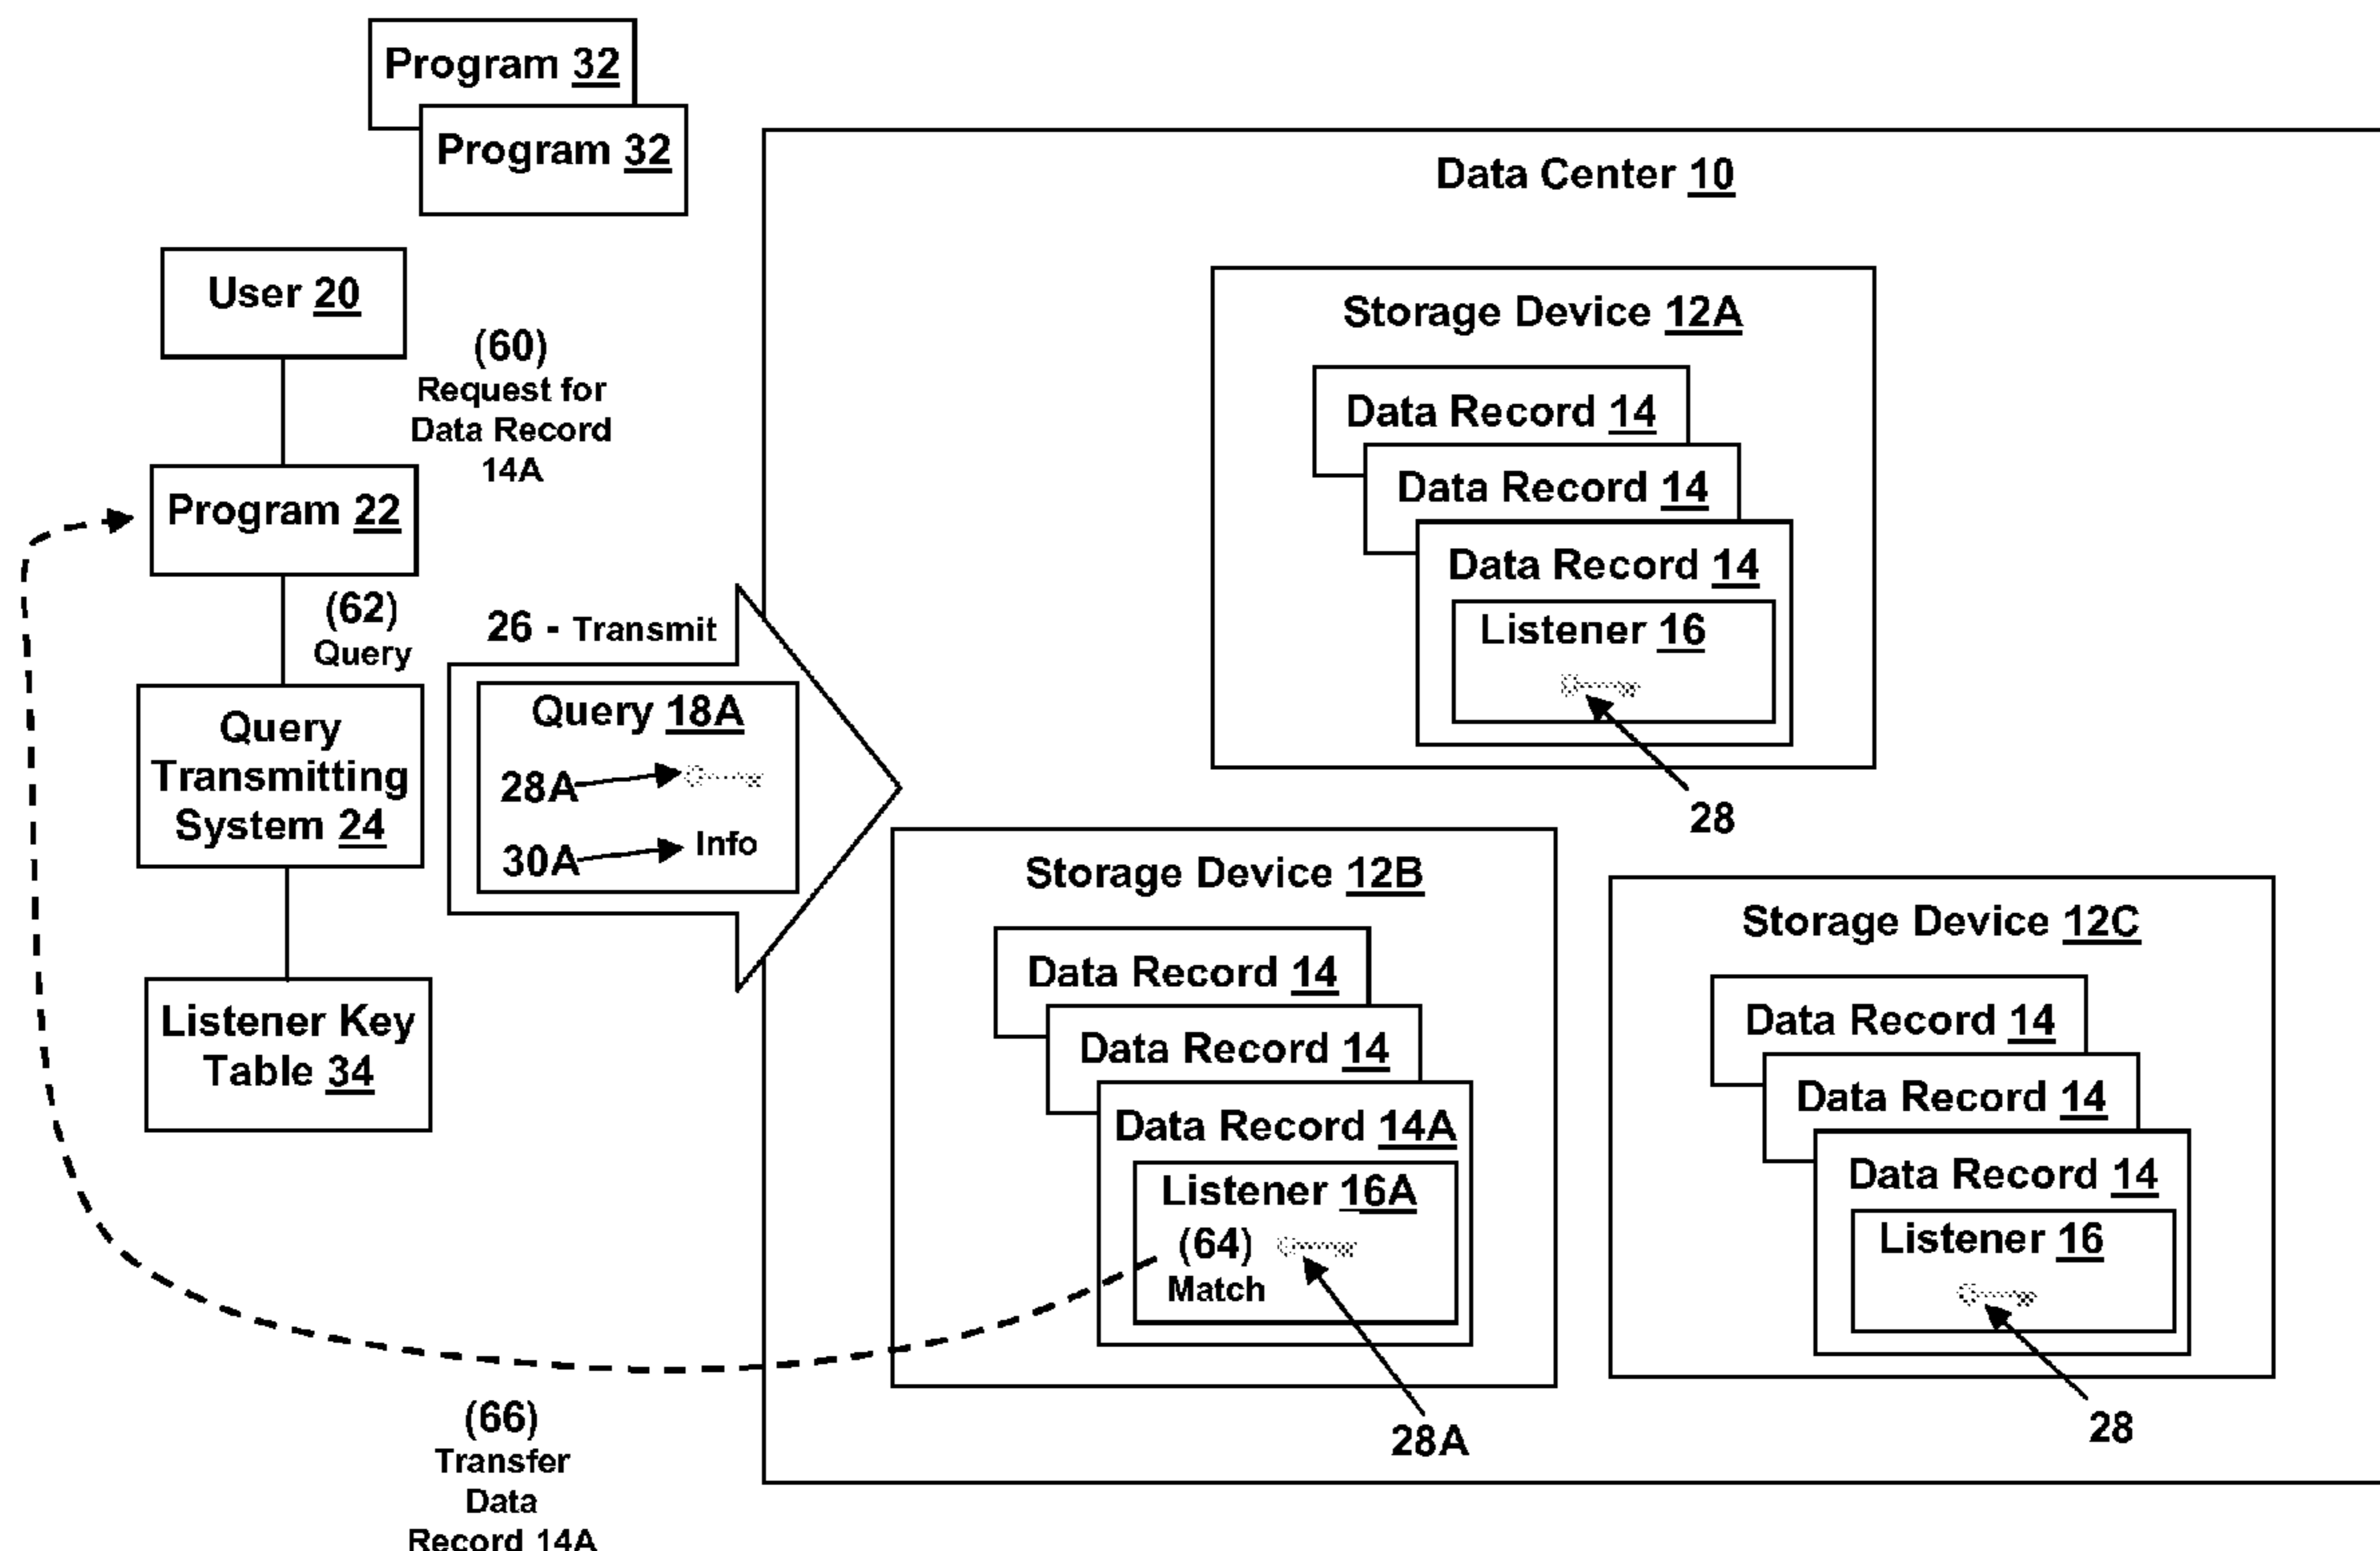 Program 32
Program 32
Data Center 10
User 20
(60)
Request for
Data Record
14A
Program 22
(62)
Query
Query
Transmitting
System 24
Listener Key
Table 34
26 - Transmit
Query 18A
28A
30A
Info
Storage Device 12A
Data Record 14
Data Record 14
Data Record 14
Listener 16
28
Storage Device 12B
Data Record 14
Data Record 14
Data Record 14A
Listener 16A
(64)
Match
28A
Storage Device 12C
Data Record 14
Data Record 14
Data Record 14
Listener 16
28
(66)
Transfer
Data
Record 14A